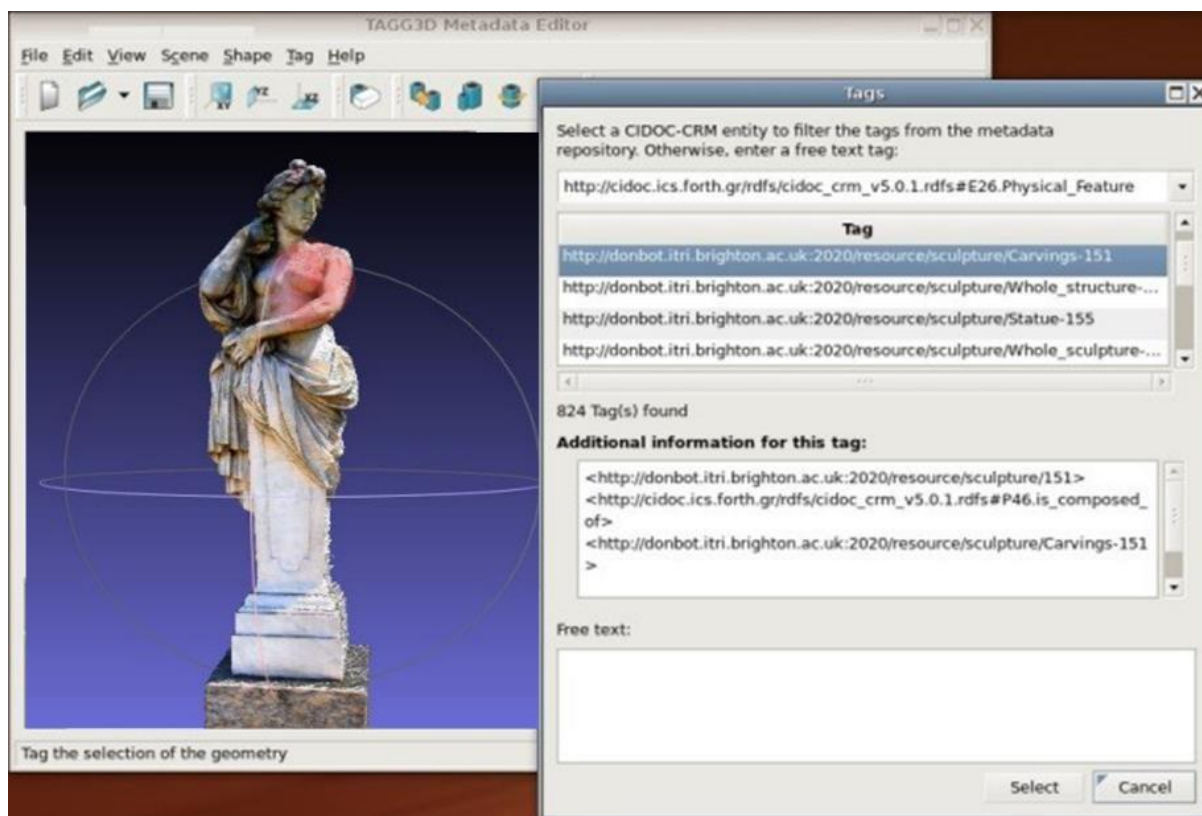 TAGG3D Metadata Editor
File Edit View Scene Shape Tag Help
XY YZ XZ
Tags
Select a CIDOC-CRM entity to filter the tags from the metadata
repository. Otherwise, enter a free text tag:
http://cidoc.ics.forth.gr/rdfs/cidoc_crm_v5.0.1.rdfs#E26.Physical_Feature
Tag
http://donbot.itri.brighton.ac.uk:2020/resource/sculpture/Carvings-151
http://donbot.itri.brighton.ac.uk:2020/resource/sculpture/Whole_structure-...
http://donbot.itri.brighton.ac.uk:2020/resource/sculpture/Statue-155
http://donbot.itri.brighton.ac.uk:2020/resource/sculpture/Whole_sculpture-...
824 Tag(s) found
Additional information for this tag:
<http://donbot.itri.brighton.ac.uk:2020/resource/sculpture/151>
<http://cidoc.ics.forth.gr/rdfs/cidoc_crm_v5.0.1.rdfs#P46.is_composed_
of>
<http://donbot.itri.brighton.ac.uk:2020/resource/sculpture/Carvings-151
>
Free text:
Tag the selection of the geometry
Select Cancel